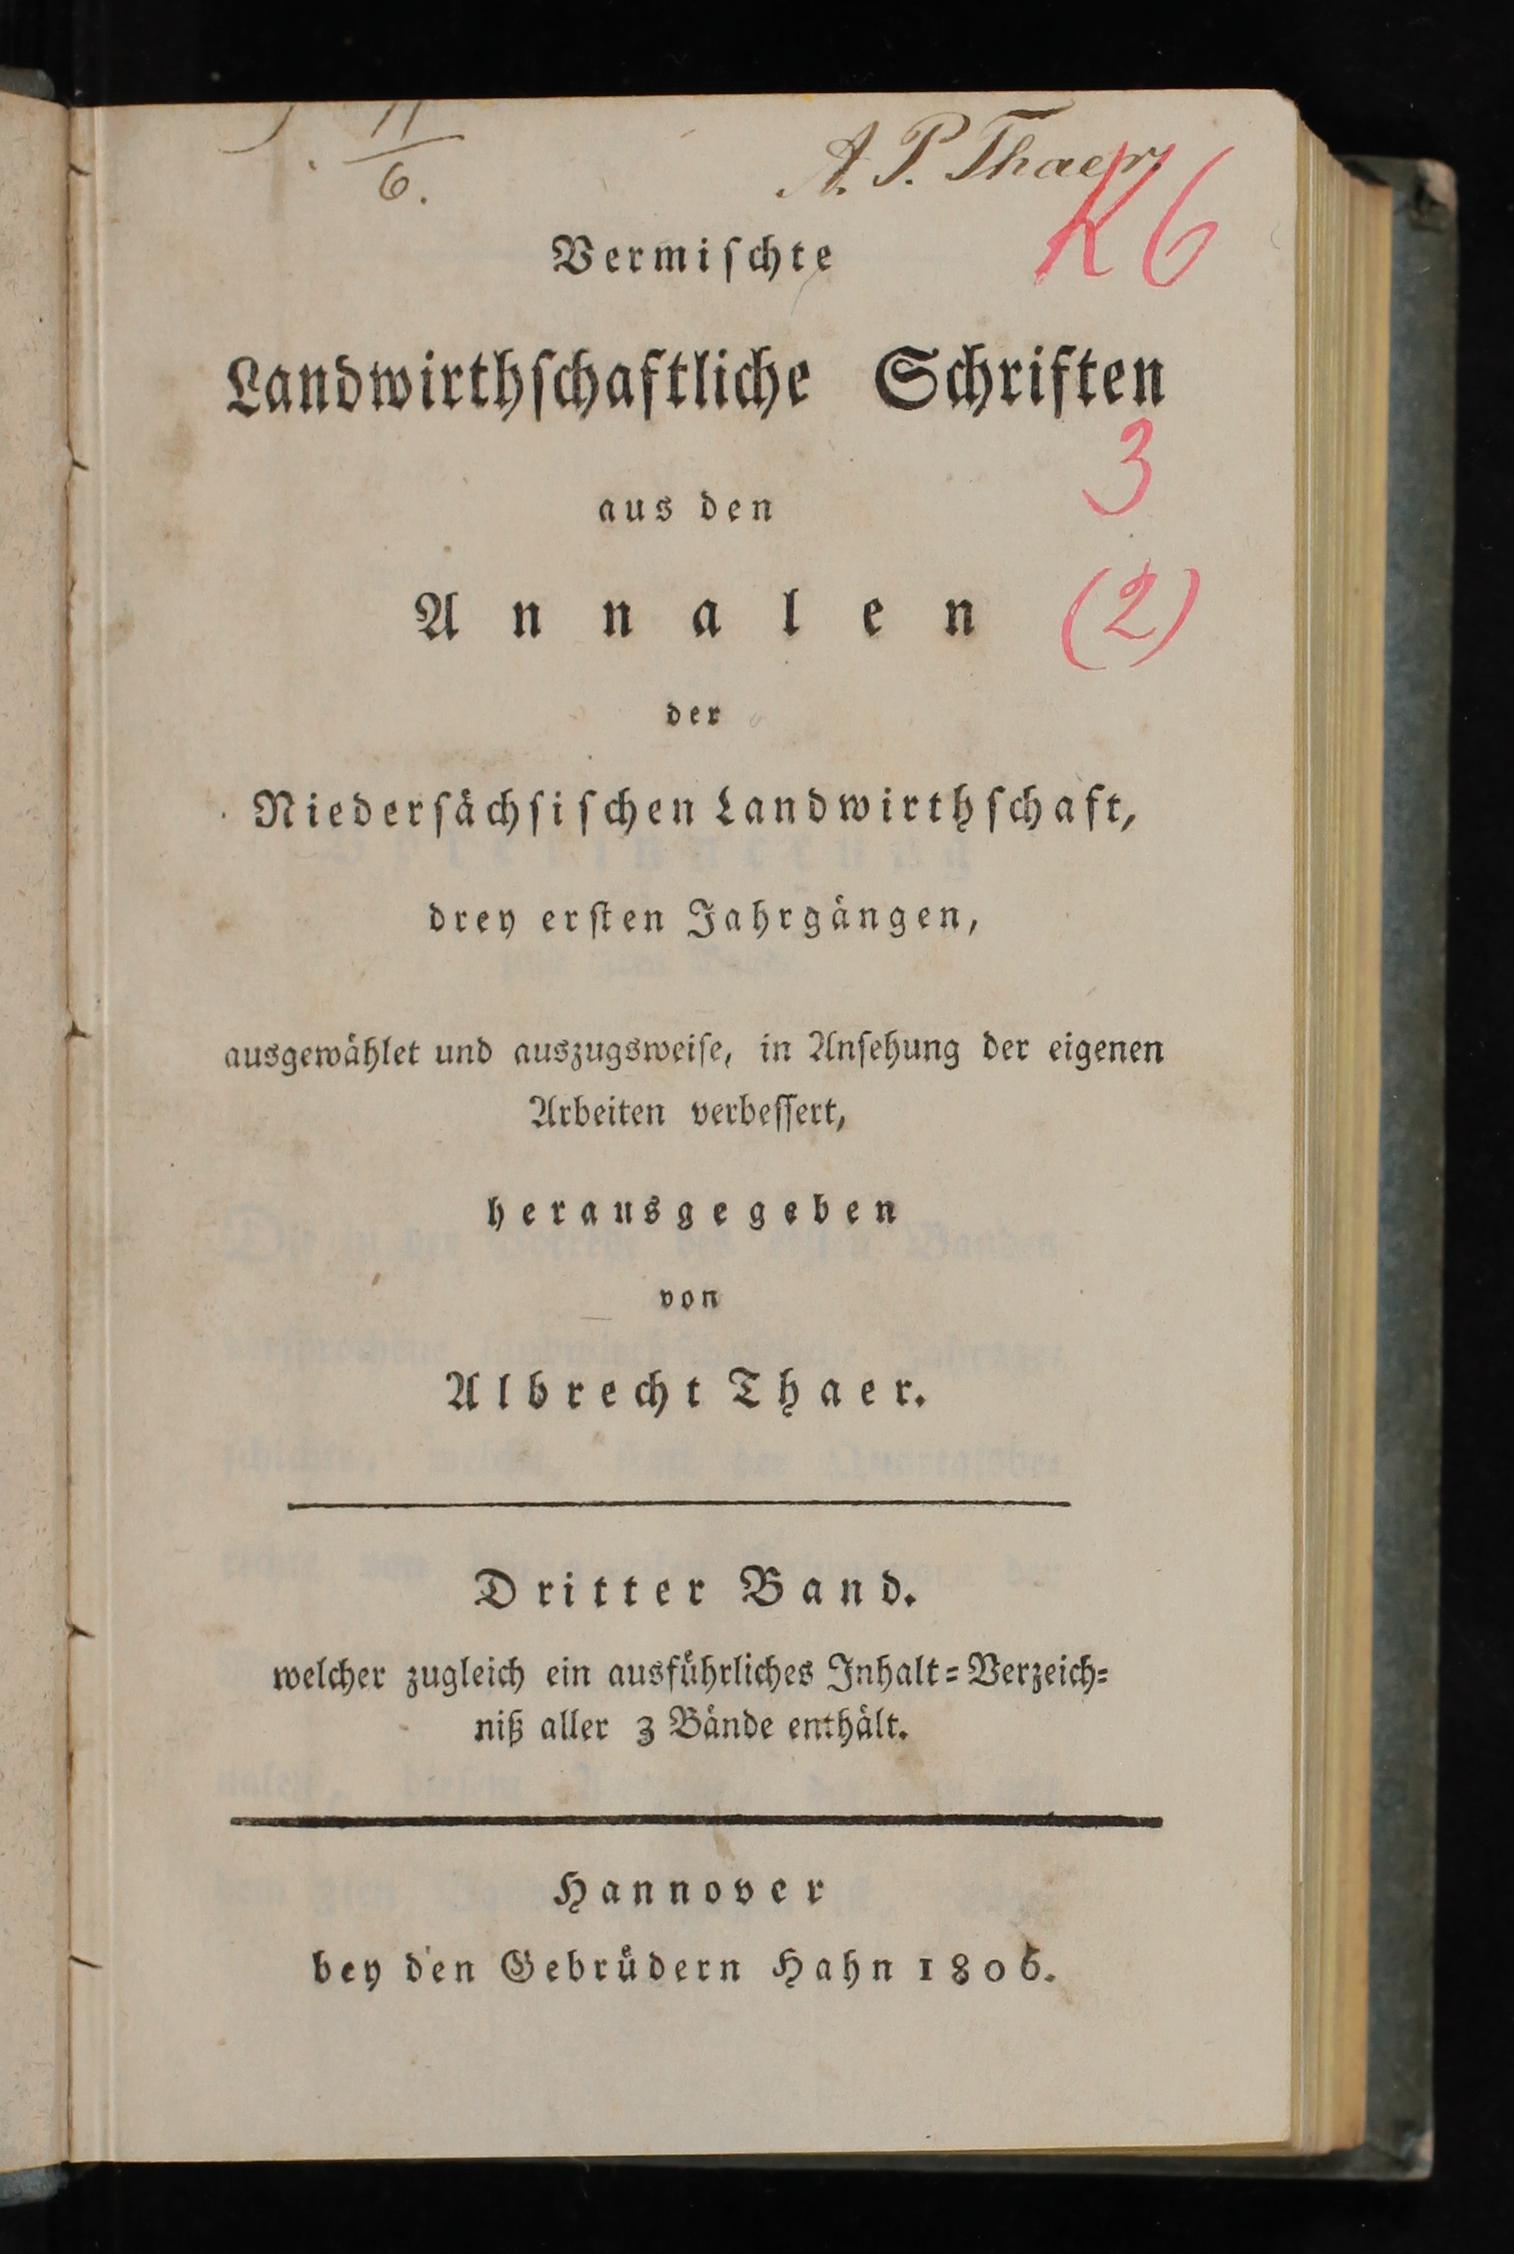 11
6.
A. P. Thaer.
K6
Vermiſchte
Landwirthſchaftliche Schriften
3
aus den
Annalen
(2)
der
Niederſächſiſchen Landwirthſchaft,
drey erſten Jahrgängen,
ausgewählet und auszugsweiſe, in Anſehung der eigenen
Arbeiten verbeſſert,
herausgegeben
von
Albrecht Thaer.
Dritter Band.
welcher zugleich ein ausführliches Inhalt=Verzeich=
niß aller 3 Bände enthält.
Hannover
bey den Gebrüdern Hahn 1806.